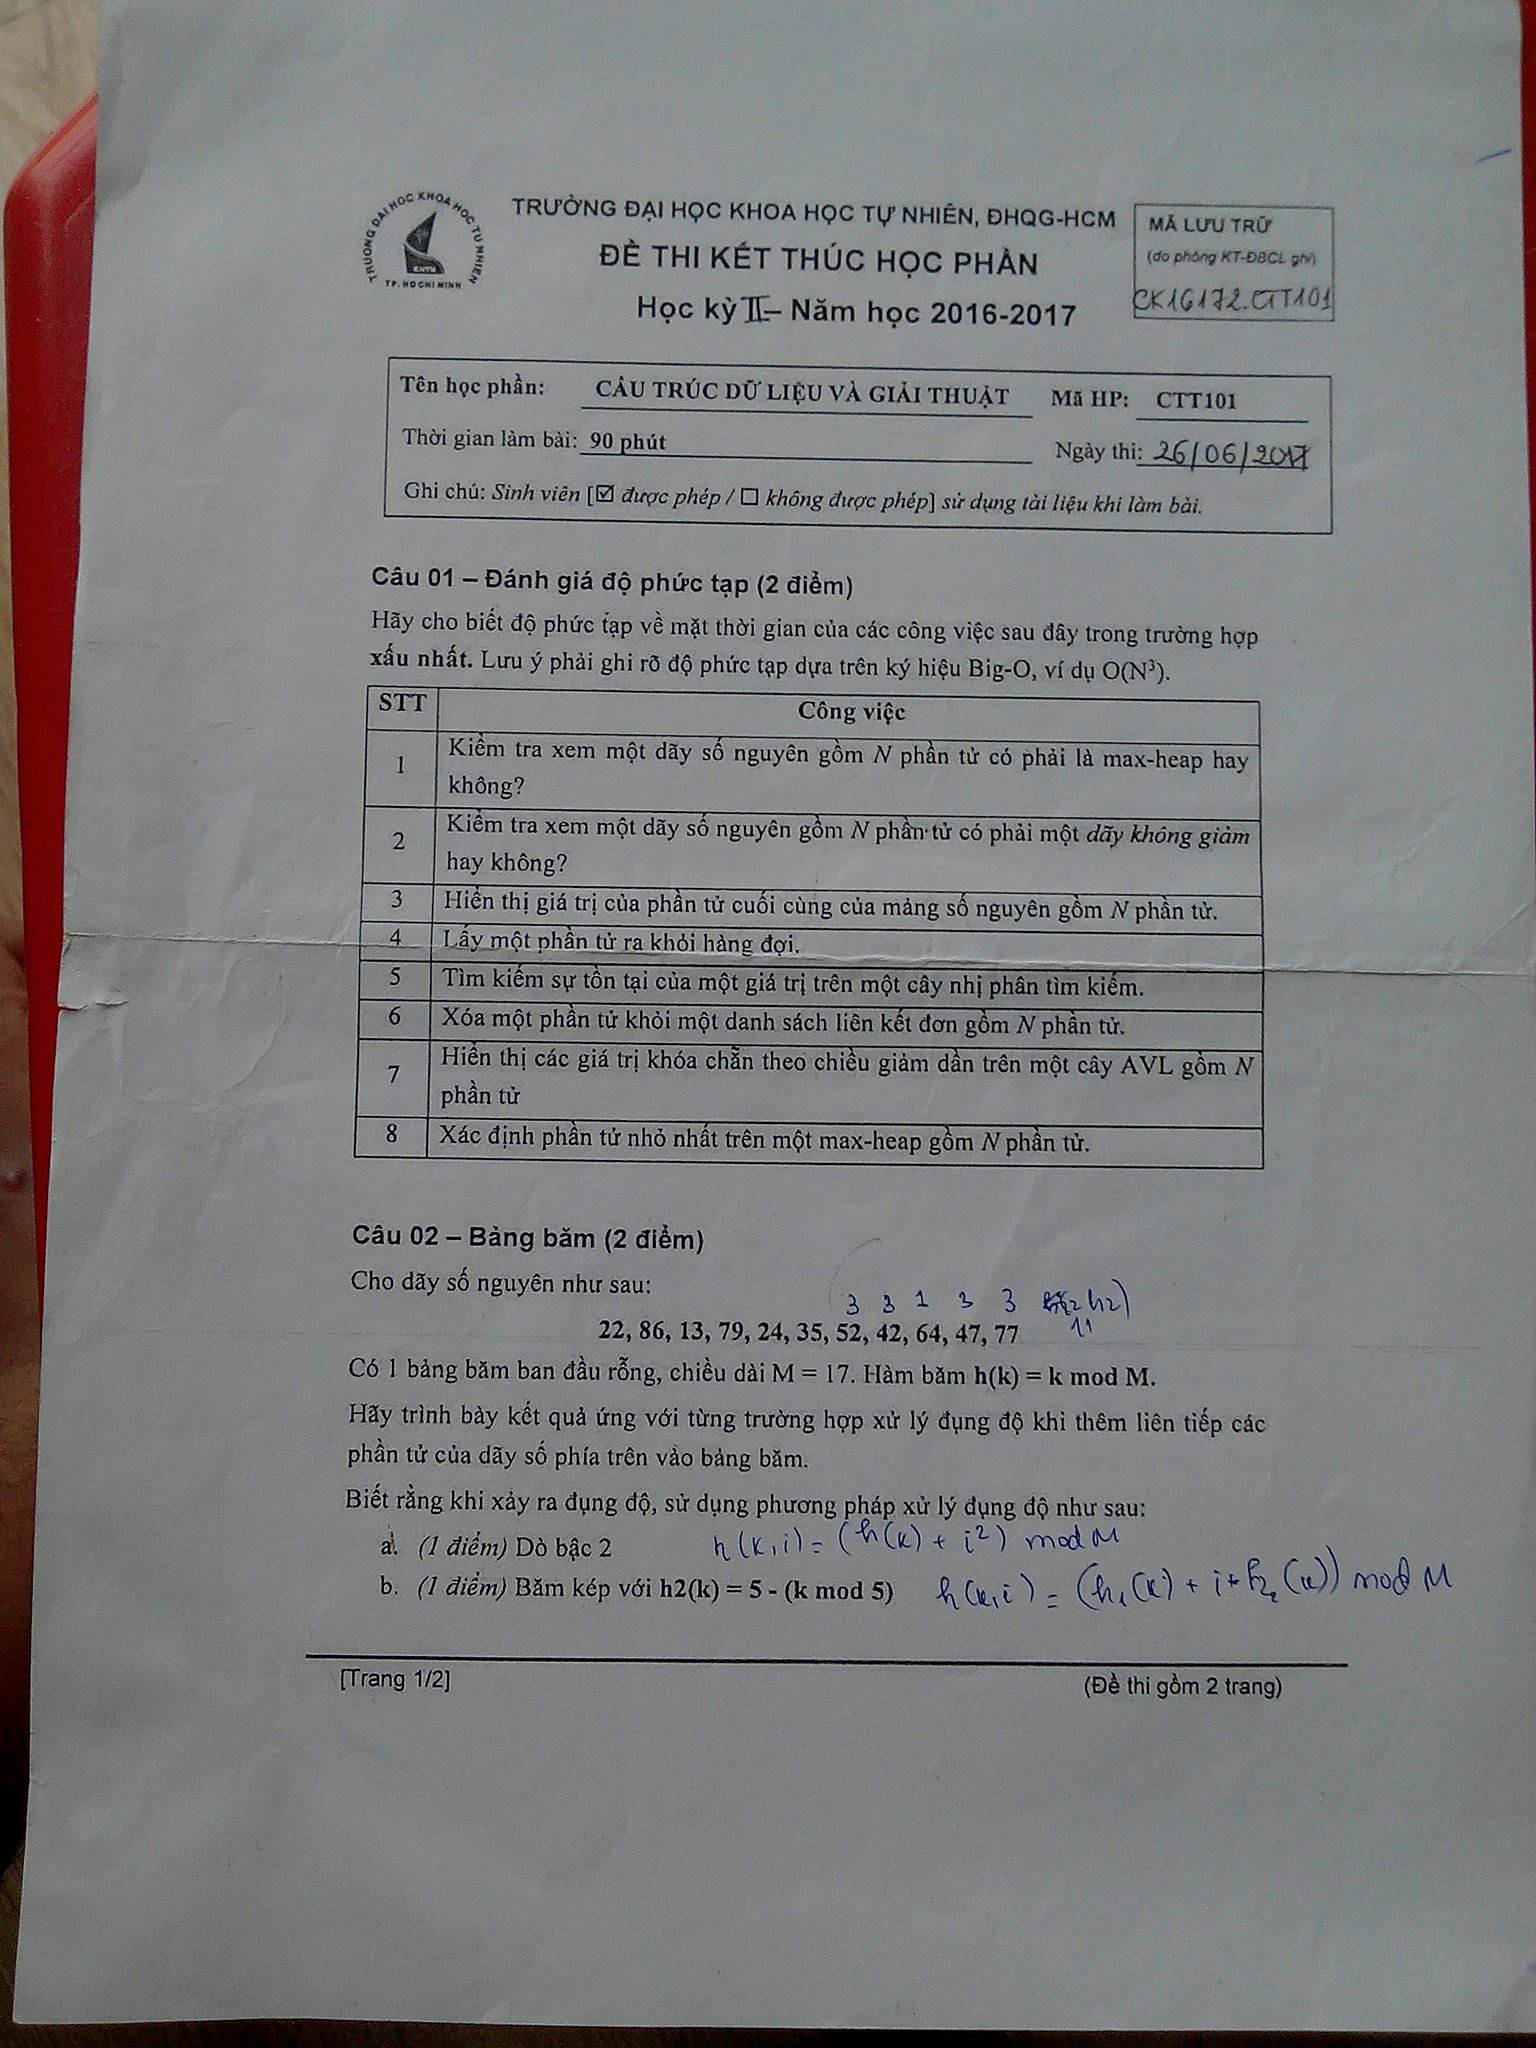 TRƯỜNG ĐẠI HỌC KHOA HỌC TỰ NHIÊN
KHTN
TP. HO CHI MINH
TRƯỜNG ĐẠI HỌC KHOA HỌC TỰ NHIÊN, ĐHQG-HCM
ĐỀ THI KẾT THÚC HỌC PHẦN
Học kỳ II – Năm học 2016-2017
MÃ LƯU TRỮ
(do phòng KT-ĐBCL ghi)
CK16172.CTT101
Tên học phần: CẤU TRÚC DỮ LIỆU VÀ GIẢI THUẬT Mã HP: CTT101
Thời gian làm bài: 90 phút Ngày thi: 26/06/2017
Ghi chú: Sinh viên [☑ được phép / ☐ không được phép] sử dụng tài liệu khi làm bài.
Câu 01 – Đánh giá độ phức tạp (2 điểm)
Hãy cho biết độ phức tạp về mặt thời gian của các công việc sau đây trong trường hợp
xấu nhất. Lưu ý phải ghi rõ độ phức tạp dựa trên ký hiệu Big-O, ví dụ O(N³).
STT Công việc
1 Kiểm tra xem một dãy số nguyên gồm N phần tử có phải là max-heap hay
không?
2 Kiểm tra xem một dãy số nguyên gồm N phần tử có phải một dãy không giảm
hay không?
3 Hiển thị giá trị của phần tử cuối cùng của mảng số nguyên gồm N phần tử.
4 Lấy một phần tử ra khỏi hàng đợi.
5 Tìm kiếm sự tồn tại của một giá trị trên một cây nhị phân tìm kiếm.
6 Xóa một phần tử khỏi một danh sách liên kết đơn gồm N phần tử.
7 Hiển thị các giá trị khóa chẵn theo chiều giảm dần trên một cây AVL gồm N
phần tử
8 Xác định phần tử nhỏ nhất trên một max-heap gồm N phần tử.
Câu 02 – Bảng băm (2 điểm)
Cho dãy số nguyên như sau:
3 3 1 3 3
22, 86, 13, 79, 24, 35, 52, 42, 64, 47, 77 11
Có 1 bảng băm ban đầu rỗng, chiều dài M = 17. Hàm băm h(k) = k mod M.
Hãy trình bày kết quả ứng với từng trường hợp xử lý đụng độ khi thêm liên tiếp các
phần tử của dãy số phía trên vào bảng băm.
Biết rằng khi xảy ra đụng độ, sử dụng phương pháp xử lý đụng độ như sau:
a. (1 điểm) Dò bậc 2 h(k,i) = (h(k) + i²) mod M
b. (1 điểm) Băm kép với h2(k) = 5 - (k mod 5) h(k,i) = (h₁(k) + i * h₂(k)) mod M
[Trang 1/2] (Đề thi gồm 2 trang)